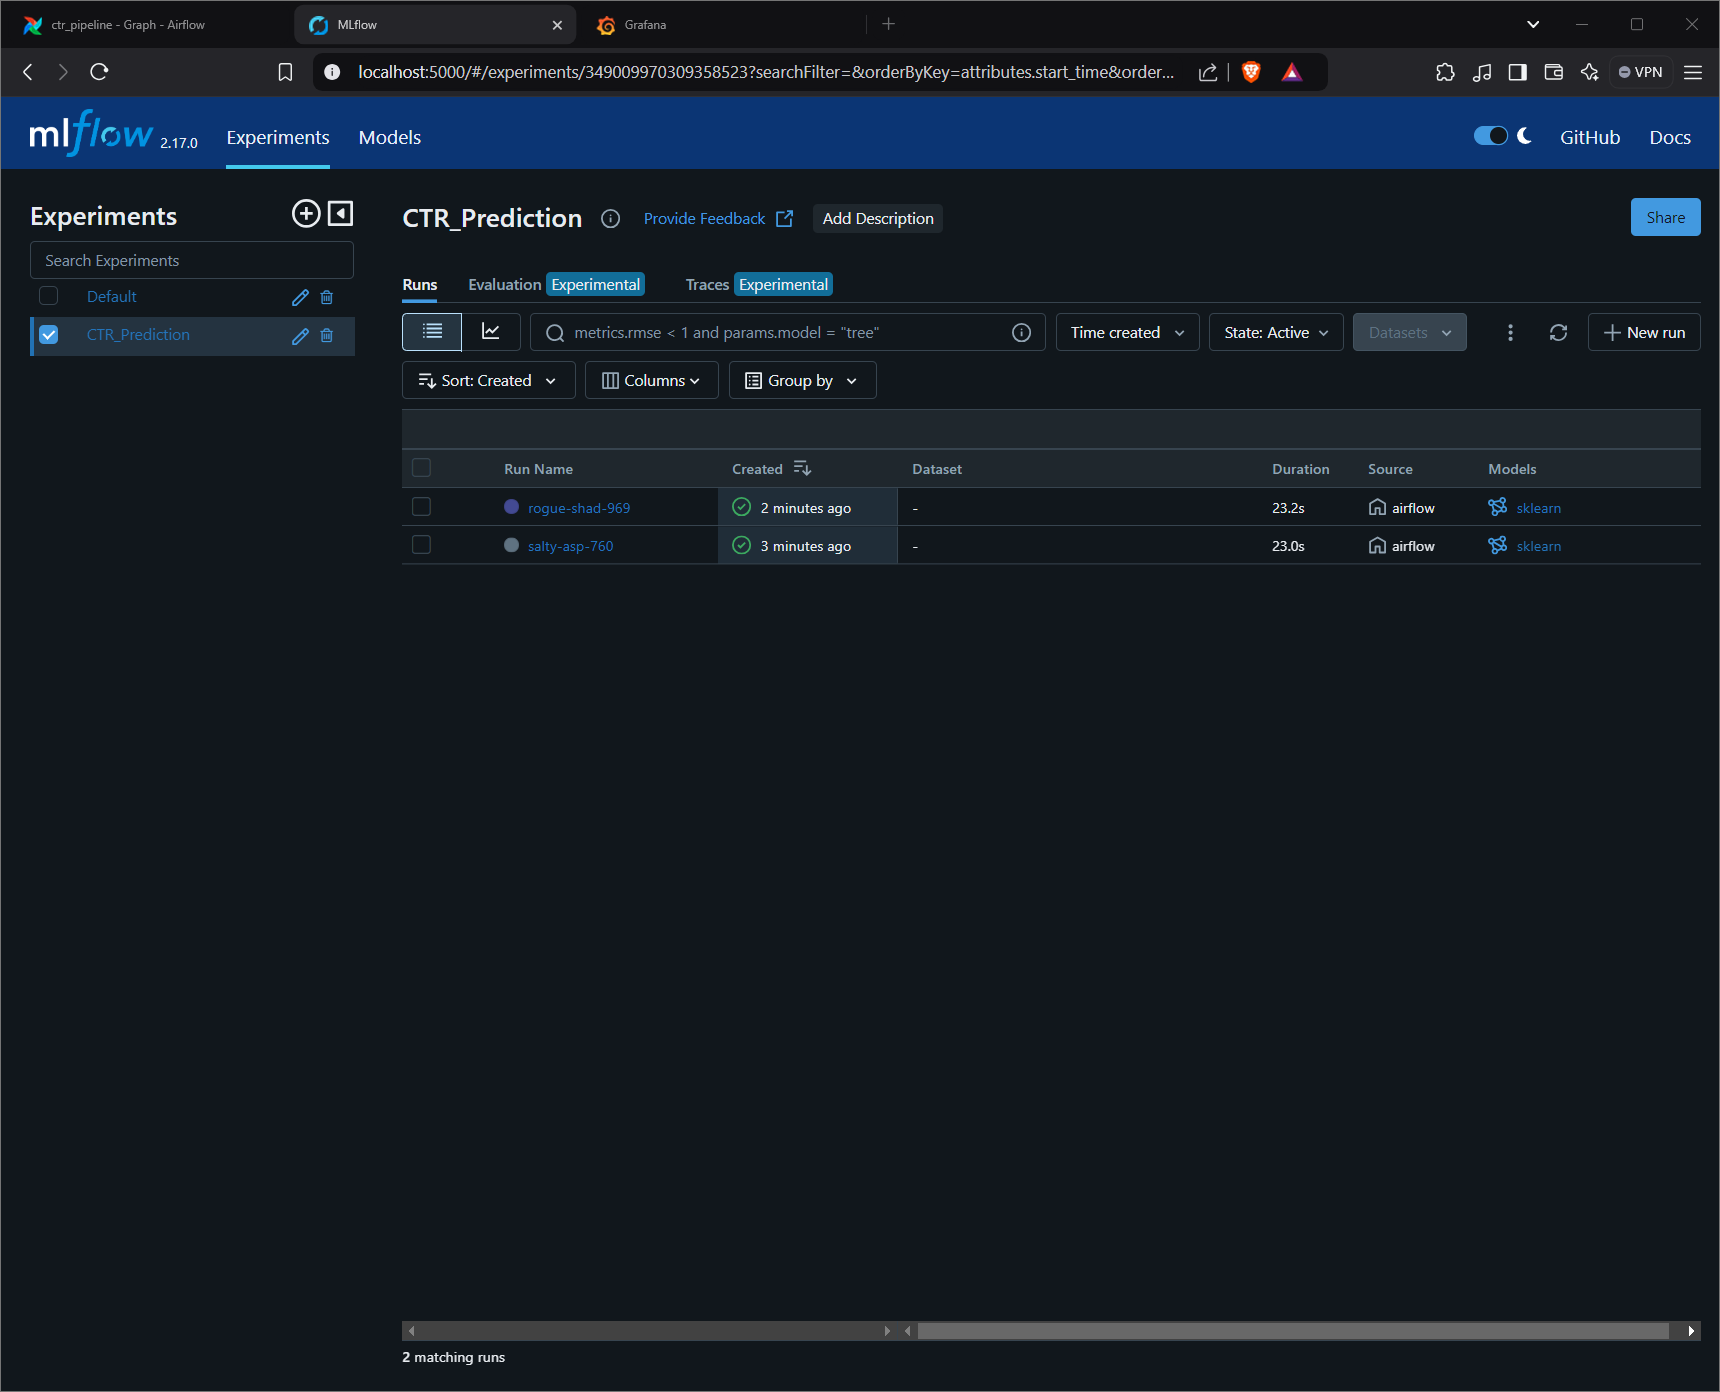 ctr_pipeline - Graph - Airflow
MLflow
Grafana
localhost:5000/#/experiments/349009970309358523?searchFilter=&orderByKey=attributes.start_time&order...
VPN
mlflow 2.17.0
Experiments
Models
GitHub
Docs
Experiments
Search Experiments
Default
CTR_Prediction
CTR_Prediction
Provide Feedback
Add Description
Share
Runs
Evaluation Experimental
Traces Experimental
metrics.rmse < 1 and params.model = "tree"
Time created
State: Active
Datasets
New run
Sort: Created
Columns
Group by
Run Name Created Dataset Duration Source Models
rogue-shad-969 2 minutes ago - 23.2s airflow sklearn
salty-asp-760 3 minutes ago - 23.0s airflow sklearn
2 matching runs